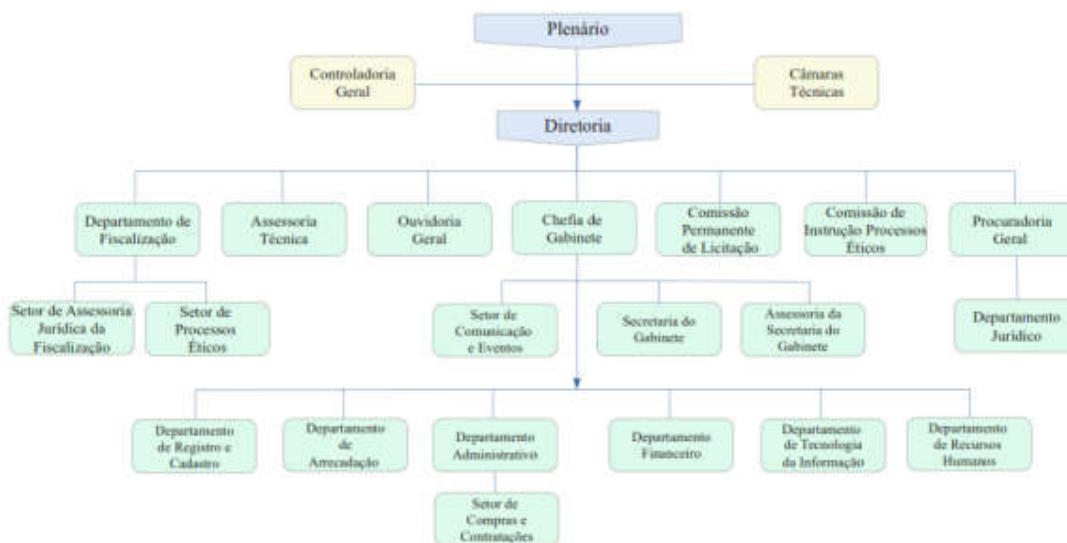 Plenário
Controladoria
Geral
Câmaras
Técnicas
Diretoria
Departamento de
Fiscalização
Assessoria
Técnica
Ouvidoria
Geral
Chefia de
Gabinete
Comissão
Permanente
de Licitação
Comissão de
Instrução Processos
Éticos
Procuradoria
Geral
Setor de Assessoria
Jurídica da
Fiscalização
Setor de
Processos
Éticos
Setor de
Comunicação
e Eventos
Secretaria do
Gabinete
Assessoria da
Secretaria do
Gabinete
Departamento
Jurídico
Departamento
de Registro e
Cadastro
Departamento
de
Arrecadação
Departamento
Administrativo
Departamento
Financeiro
Departamento
de Tecnologia
da Informação
Departamento
de Recursos
Humanos
Setor de
Compras e
Contratações